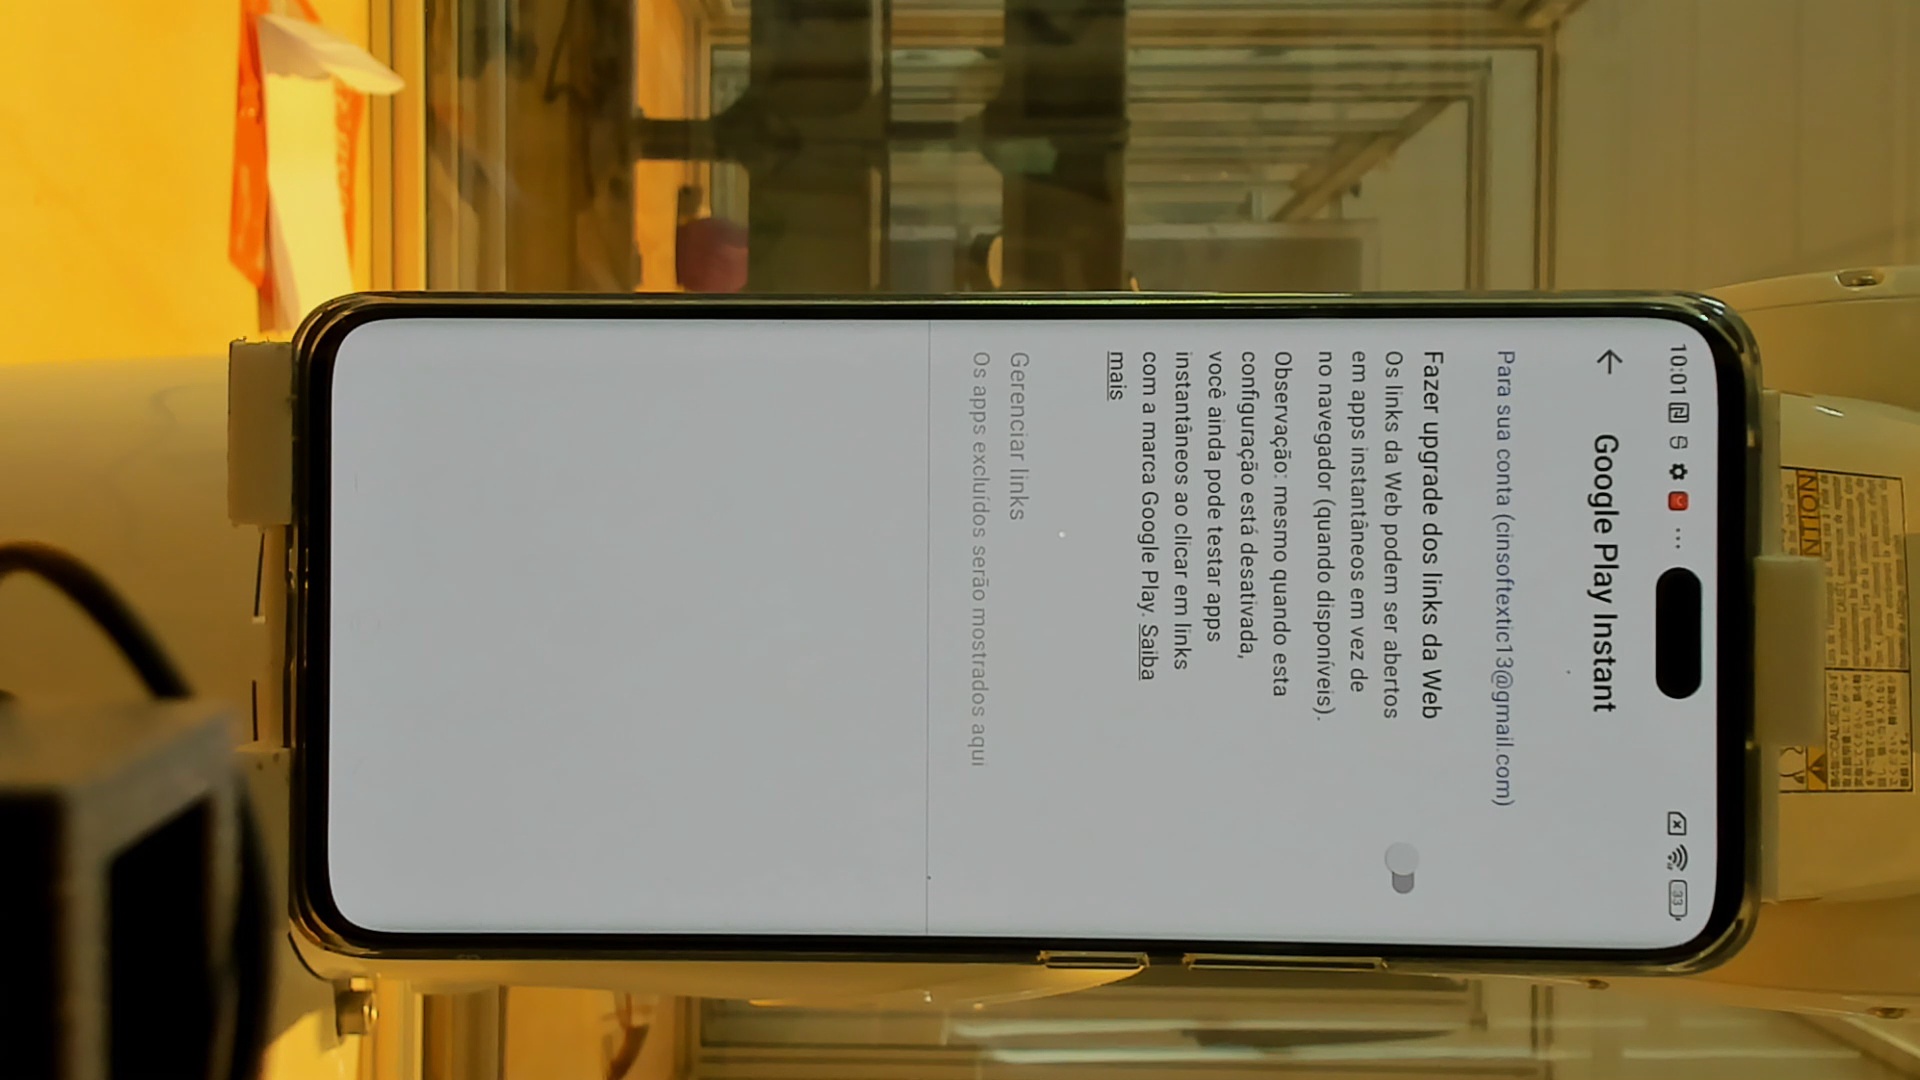 10:01 ... 33
Google Play Instant
Para sua conta (cinsoftextic13@gmail.com)
Fazer upgrade dos links da Web
Os links da Web podem ser abertos
em apps instantâneos em vez de
no navegador (quando disponíveis).
Observação: mesmo quando esta
configuração está desativada,
você ainda pode testar apps
instantâneos ao clicar em links
com a marca Google Play. Saiba
mais
Gerenciar links
Os apps excluídos serão mostrados aqui